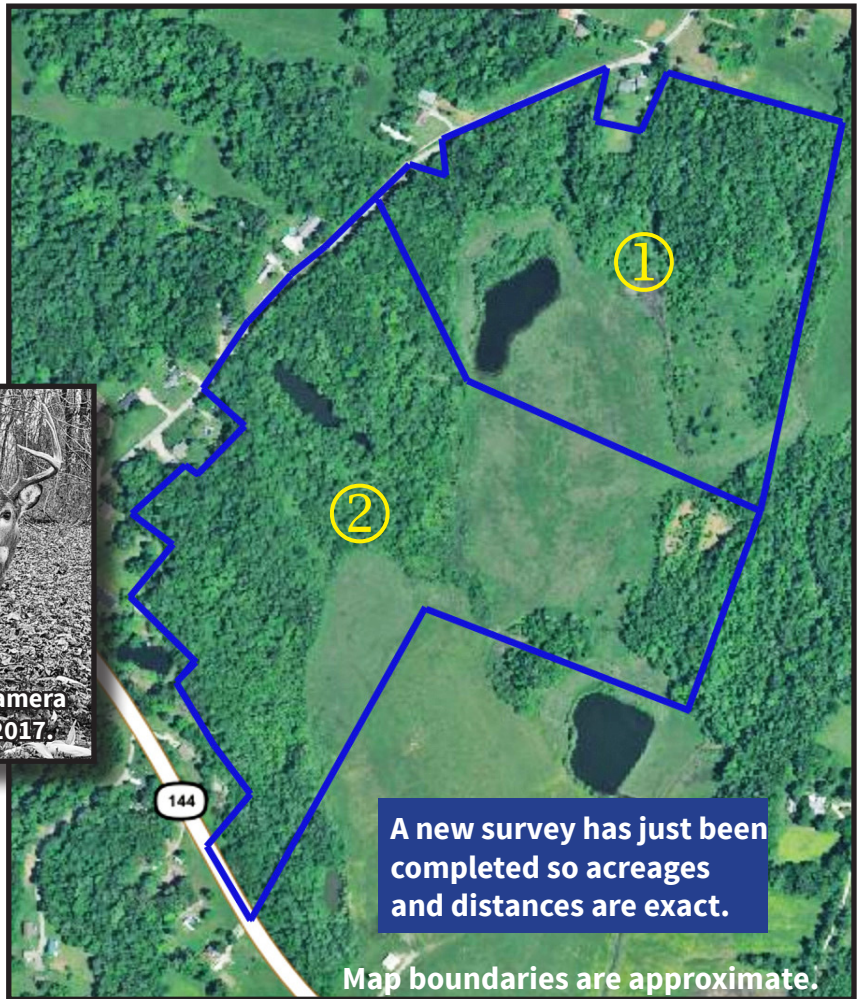 ①
②
amera
2017.
144
A new survey has just been
completed so acreages
and distances are exact.
Map boundaries are approximate.